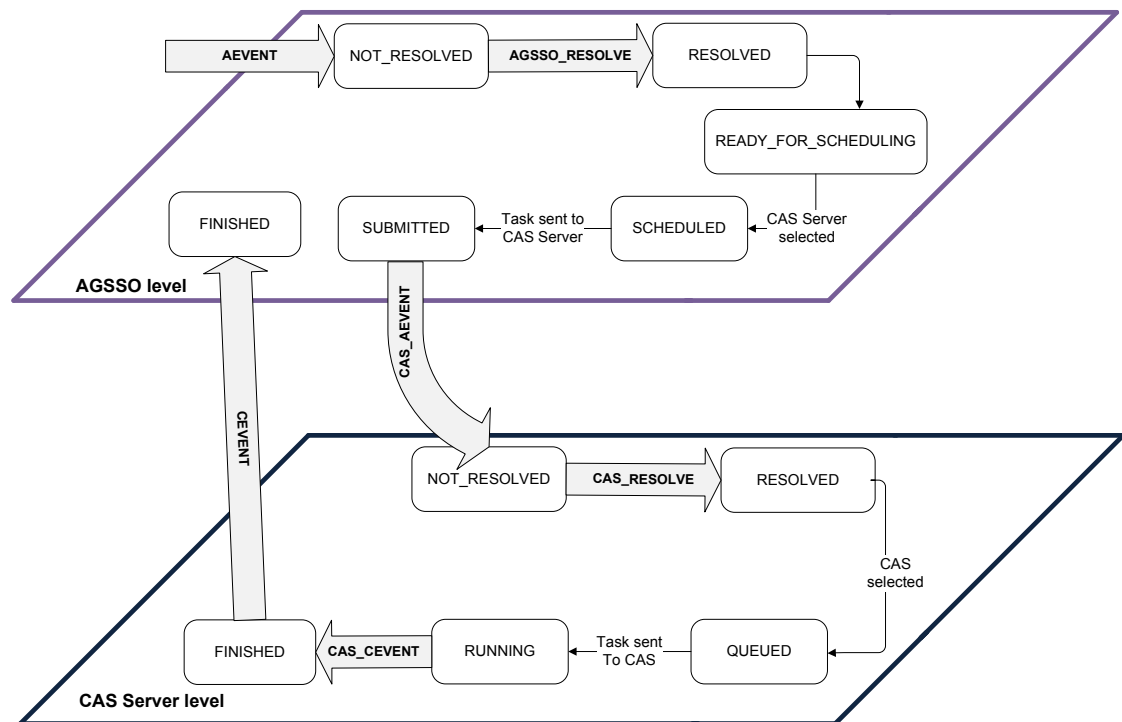 AEVENT
NOT_RESOLVED
AGSSO_RESOLVE
RESOLVED
READY_FOR_SCHEDULING
CAS Server
selected
SCHEDULED
Task sent to
CAS Server
SUBMITTED
FINISHED
AGSSO level
CAS_AEVENT
CEVENT
NOT_RESOLVED
CAS_RESOLVE
RESOLVED
CAS
selected
QUEUED
Task sent
To CAS
RUNNING
CAS_CEVENT
FINISHED
CAS Server level